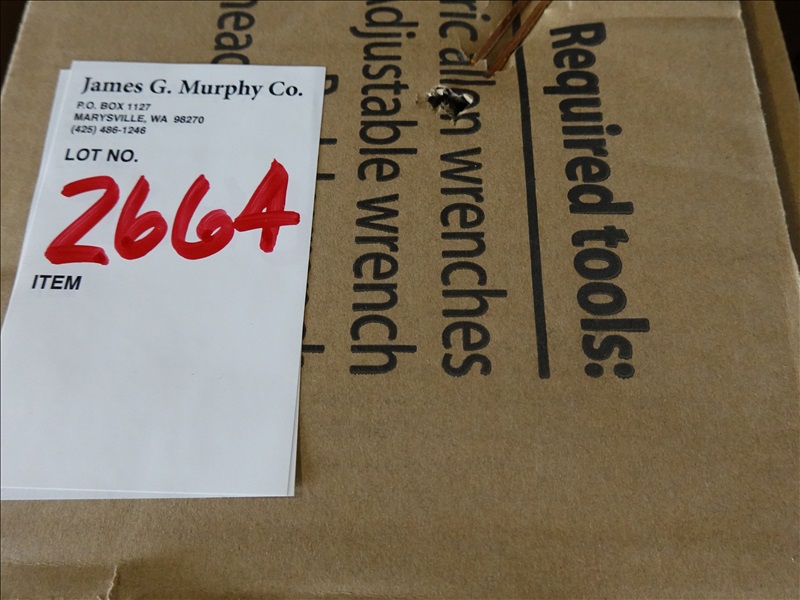 James G. Murphy Co.
P.O. BOX 1127
MARYSVILLE, WA 98270
(425) 486-1246
LOT NO.
2664
ITEM
Required tools:
ric allen wrenches
Adjustable wrench